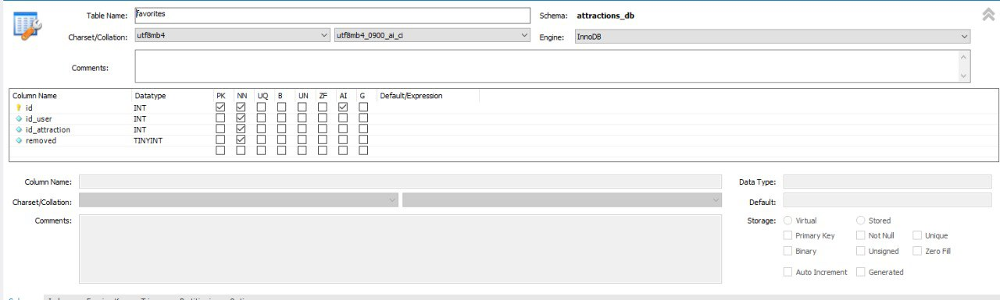 Table Name: favorites Schema: attractions_db
Charset/Collation: utf8mb4 utf8mb4_0900_ai_ci Engine: InnoDB
Comments:
Column Name Datatype PK NN UQ B UN ZF AI G Default/Expression
id INT
id_user INT
id_attraction INT
removed TINYINT
Column Name: Data Type:
Charset/Collation: Default:
Comments: Storage: Virtual Stored
Primary Key Not Null Unique
Binary Unsigned Zero Fill
Auto Increment Generated